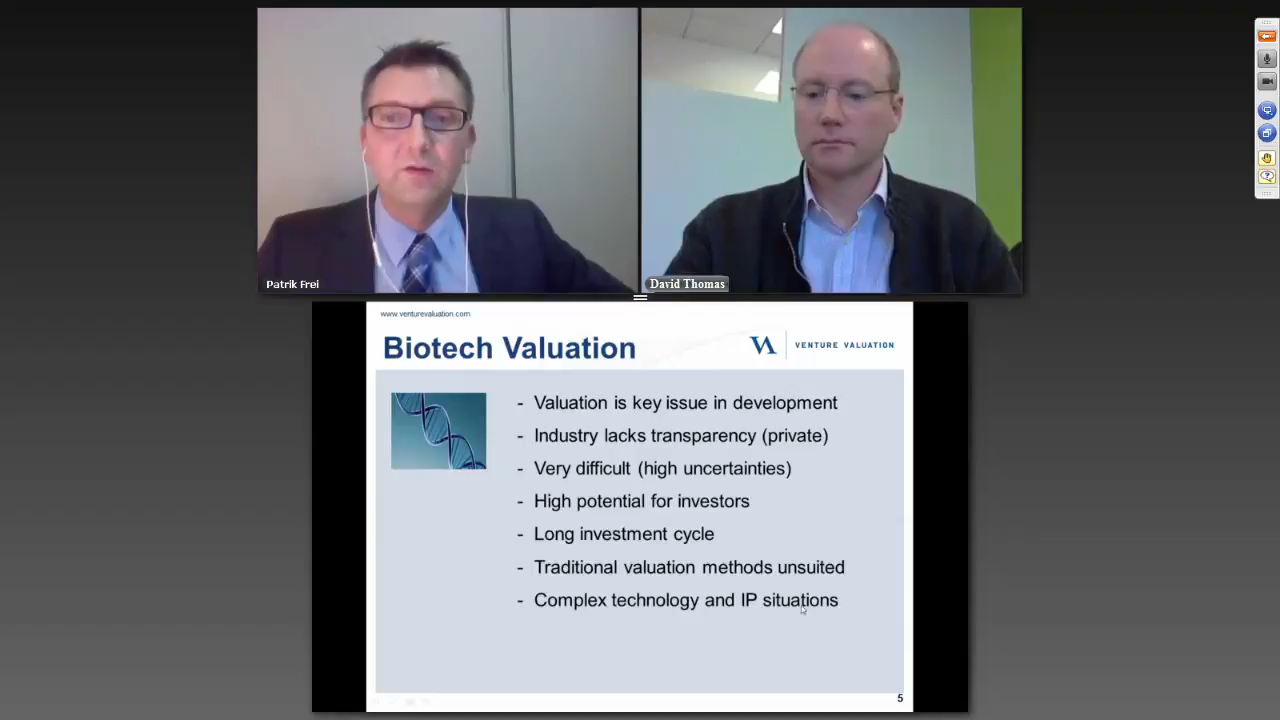 Patrik Frei
David Thomas
www.venturevaluation.com
Biotech Valuation
VA VENTURE VALUATION
- Valuation is key issue in development
- Industry lacks transparency (private)
- Very difficult (high uncertainties)
- High potential for investors
- Long investment cycle
- Traditional valuation methods unsuited
- Complex technology and IP situations
5